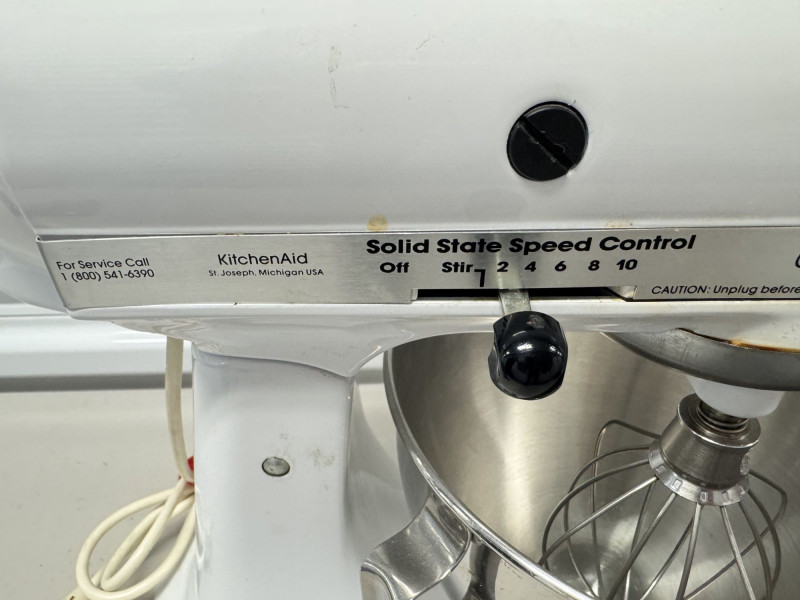 Solid State Speed Control
Off Stir 2 4 6 8 10
For Service Call
1 (800) 541-6390
KitchenAid
St. Joseph, Michigan USA
CAUTION: Unplug before